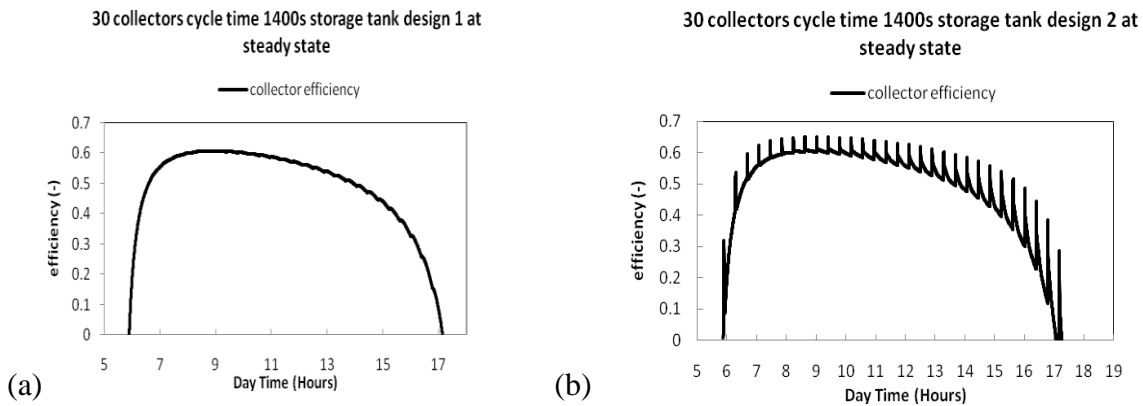 30 collectors cycle time 1400s storage tank design 1 at
steady state
collector efficiency
0.7
0.6
0.5
0.4
0.3
0.2
0.1
0
efficiency (-)
5 7 9 11 13 15 17
Day Time (Hours)
(a)
30 collectors cycle time 1400s storage tank design 2 at
steady state
collector efficiency
0.7
0.6
0.5
0.4
0.3
0.2
0.1
0
efficiency (-)
5 6 7 8 9 10 11 12 13 14 15 16 17 18 19
Day Time (Hours)
(b)